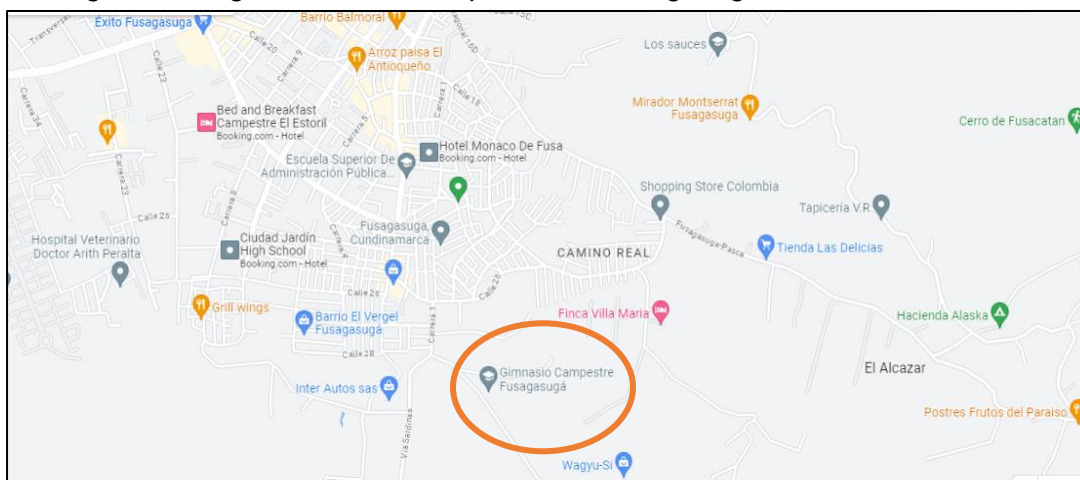 Éxito Fusagasuga
Barrio Balmoral
Transversal
Calle 20
Carrera 9
Calle 23
Arroz paisa El
Antioqueño
Carrera 1
Calle 18
Los sauces
Mirador Montserrat
Fusagasuga
Cerro de Fusacatan
Carrera 34
Bed and Breakfast
Campestre El Estoril
Booking.com - Hotel
Carrera 5
Hotel Monaco De Fusa
Booking.com - Hotel
Escuela Superior De
Administración Pública...
Carrera 23
Carrera 8
Shopping Store Colombia
Tapicería V.R
Calle 26
Fusagasuga,
Cundinamarca
Fusagasuga-Pasca
Hospital Veterinario
Doctor Arith Peralta
Ciudad Jardín
High School
Booking.com - Hotel
Carrera 4
CAMINO REAL
Tienda Las Delicias
Calle 26
Calle 26
Grill wings
Barrio El Vergel
Fusagasugá
Carrera 1
Finca Villa Maria
Hacienda Alaska
Calle 28
Gimnasio Campestre
Fusagasugá
El Alcazar
Inter Autos sas
Via Sardinas
Postres Frutos del Paraiso
Wagyu-Si